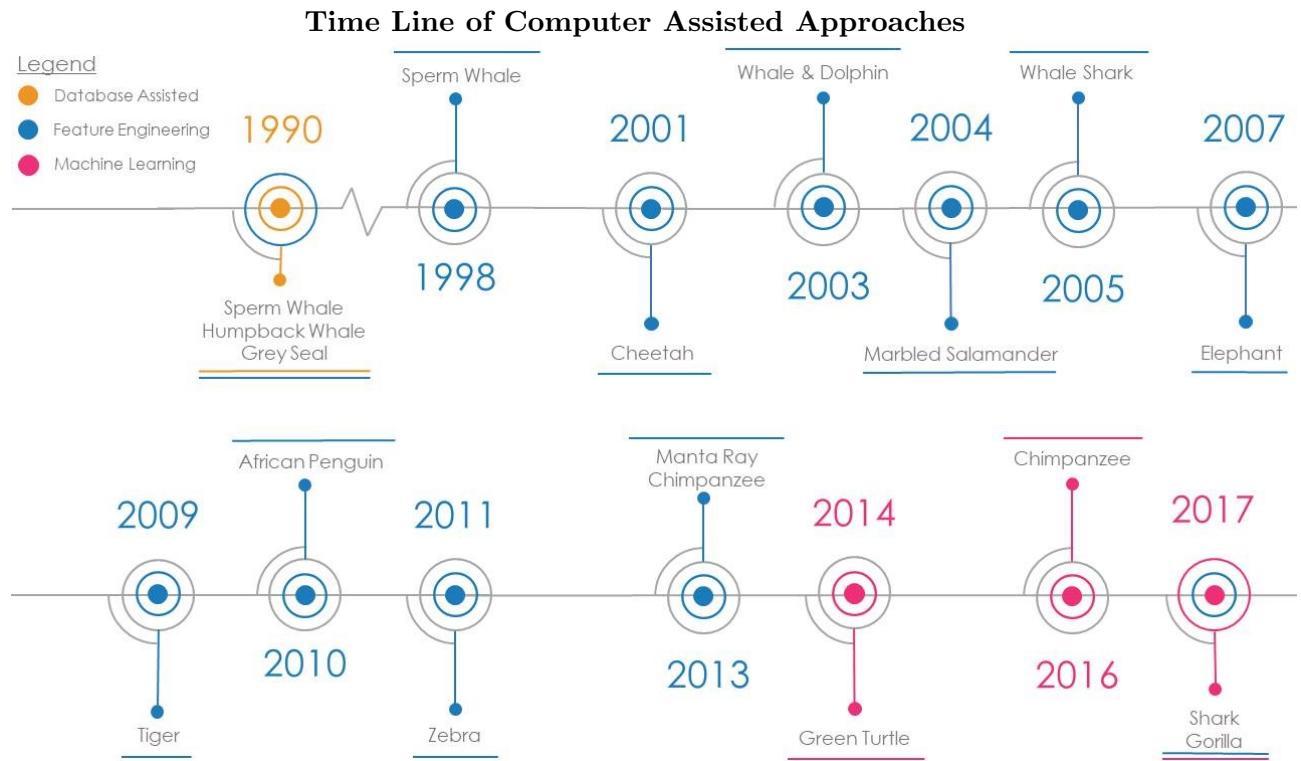 Time Line of Computer Assisted Approaches
Legend
Database Assisted
Feature Engineering
Machine Learning
1990
Sperm Whale
Humpback Whale
Grey Seal
Sperm Whale
1998
2001
Cheetah
Whale & Dolphin
2003
2004
Marbled Salamander
Whale Shark
2005
2007
Elephant
2009
Tiger
African Penguin
2010
2011
Zebra
Manta Ray
Chimpanzee
2013
2014
Green Turtle
Chimpanzee
2016
2017
Shark
Gorilla